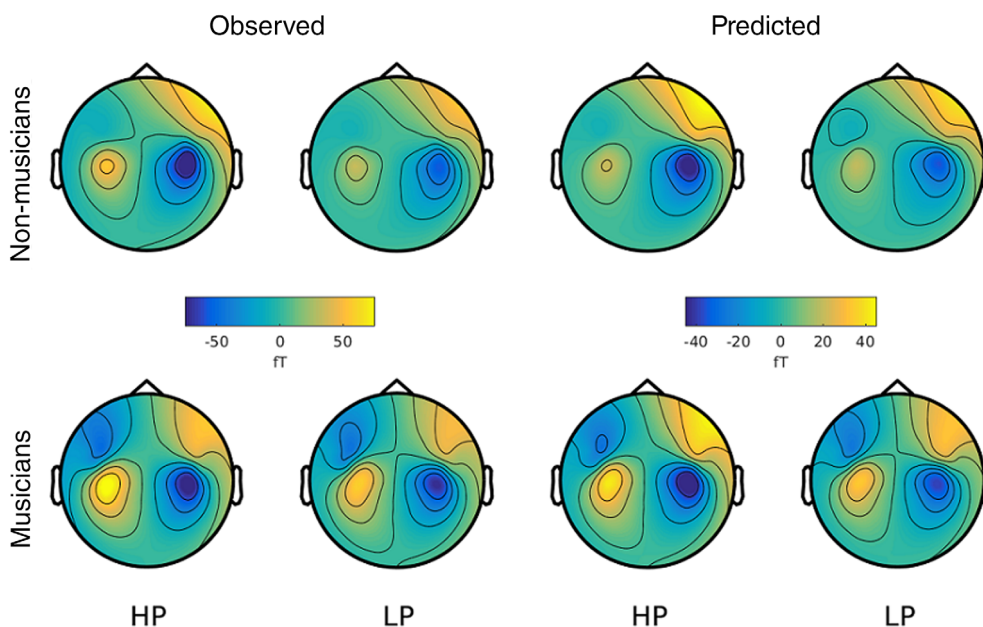 Observed Predicted
Non-musicians
-50 0 50
fT
-40 -20 0 20 40
fT
Musicians
HP LP HP LP